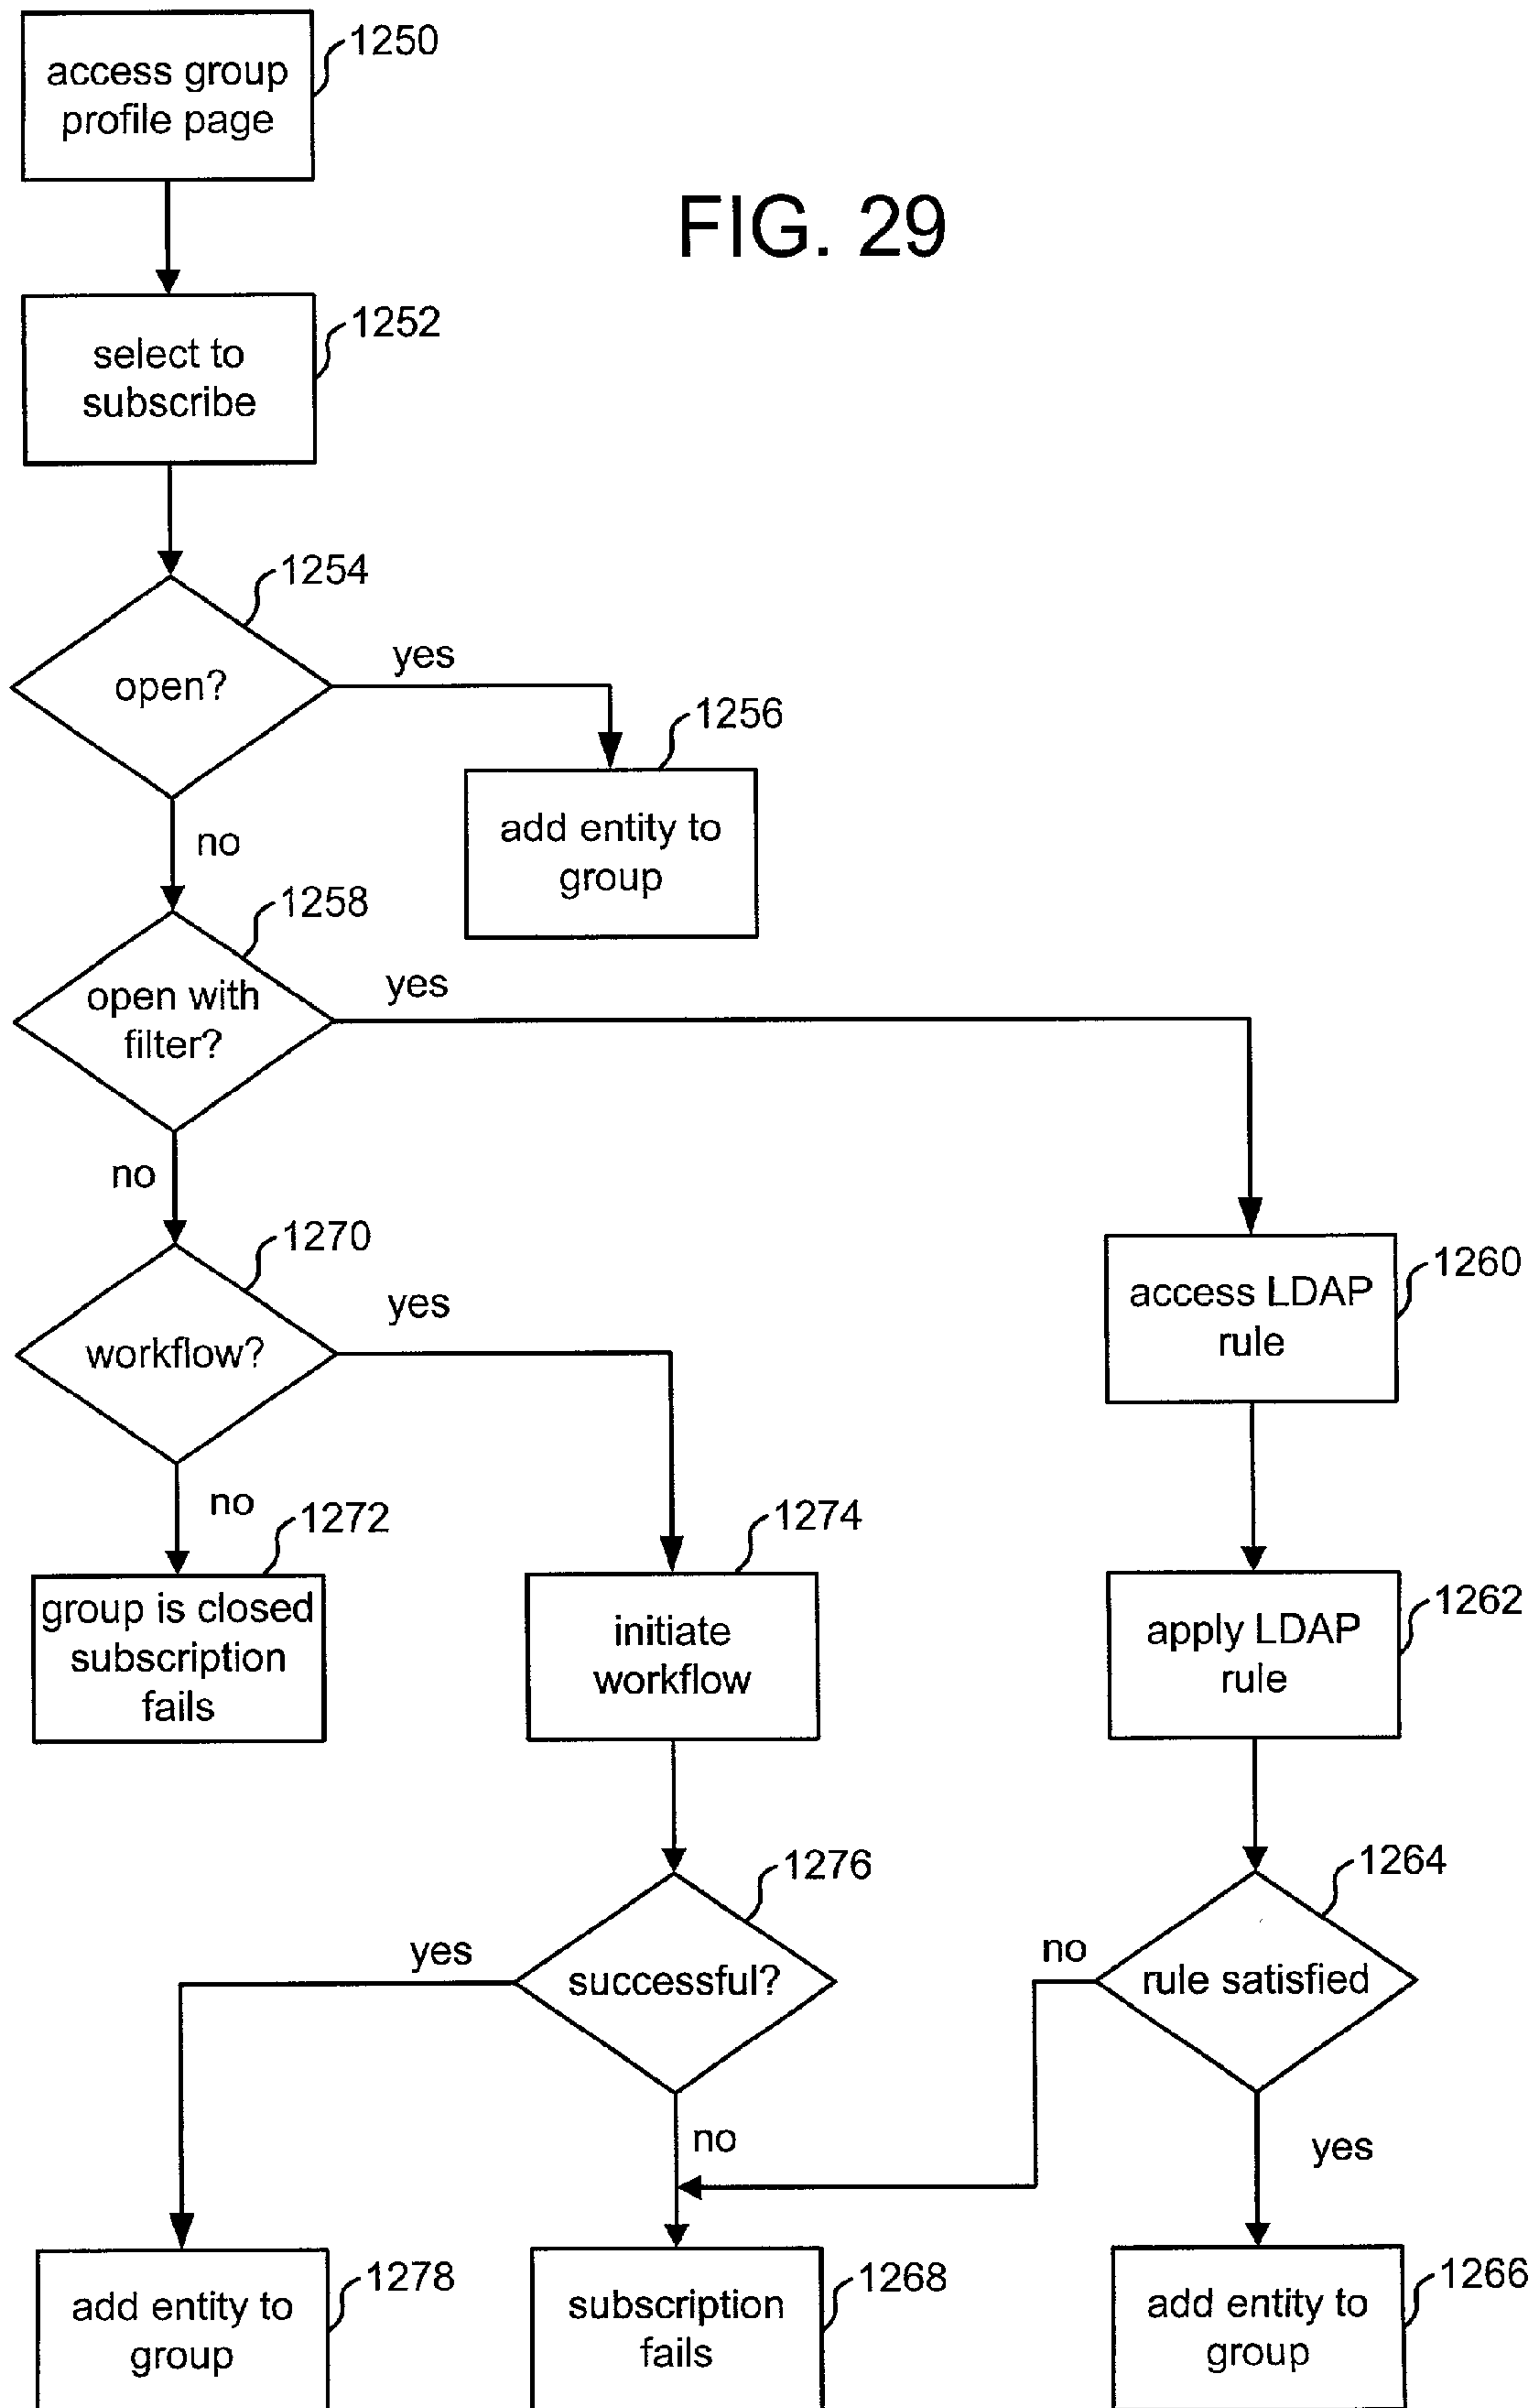 1250
access group
profile page
FIG. 29
1252
select to
subscribe
1254
open?
yes
1256
add entity to
group
no
1258
open with
filter?
yes
no
1270
workflow?
yes
1260
access LDAP
rule
no
1272
group is closed
subscription
fails
1274
initiate
workflow
1262
apply LDAP
rule
1276
successful?
yes
no
1264
rule satisfied
no
yes
1278
add entity to
group
1268
subscription
fails
1266
add entity to
group